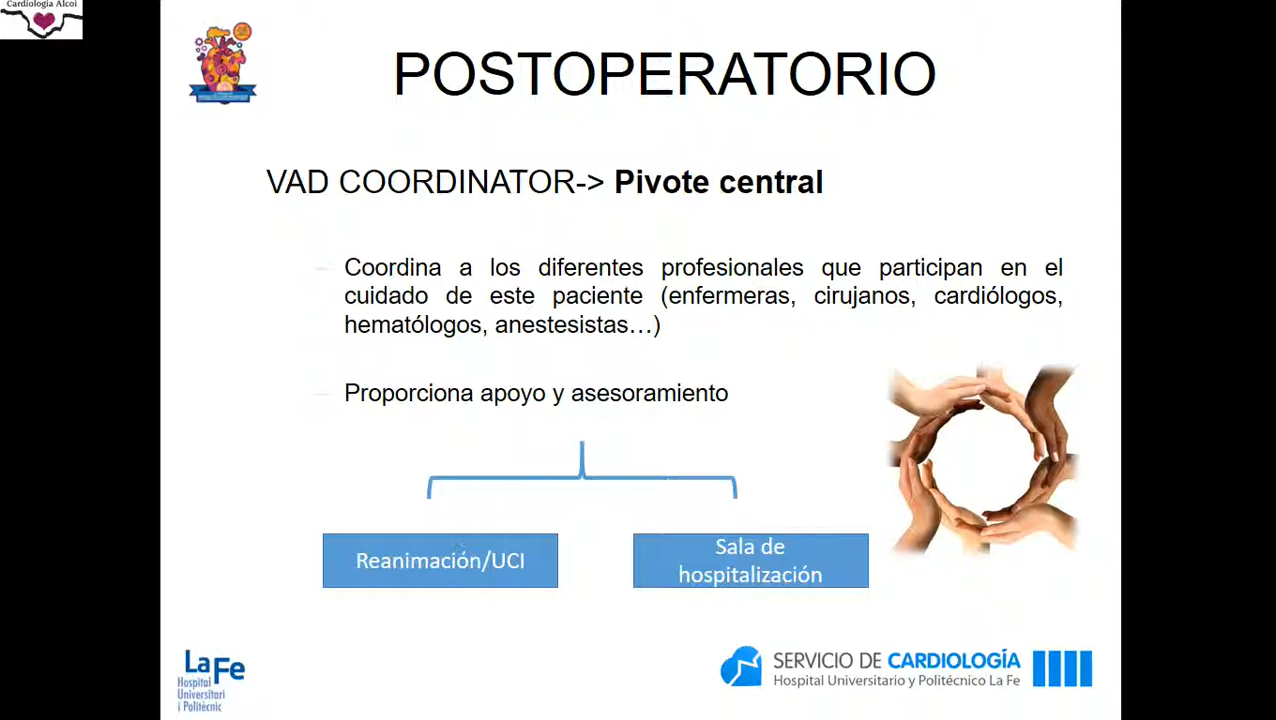 Cardiología Alcoi
POSTOPERATORIO
VAD COORDINATOR-> Pivote central
Coordina a los diferentes profesionales que participan en el
cuidado de este paciente (enfermeras, cirujanos, cardiólogos,
hematólogos, anestesistas…)
Proporciona apoyo y asesoramiento
Reanimación/UCI
Sala de
hospitalización
LaFe
Hospital
Universitari
i Politècnic
SERVICIO DE CARDIOLOGÍA
Hospital Universitario y Politécnico La Fe